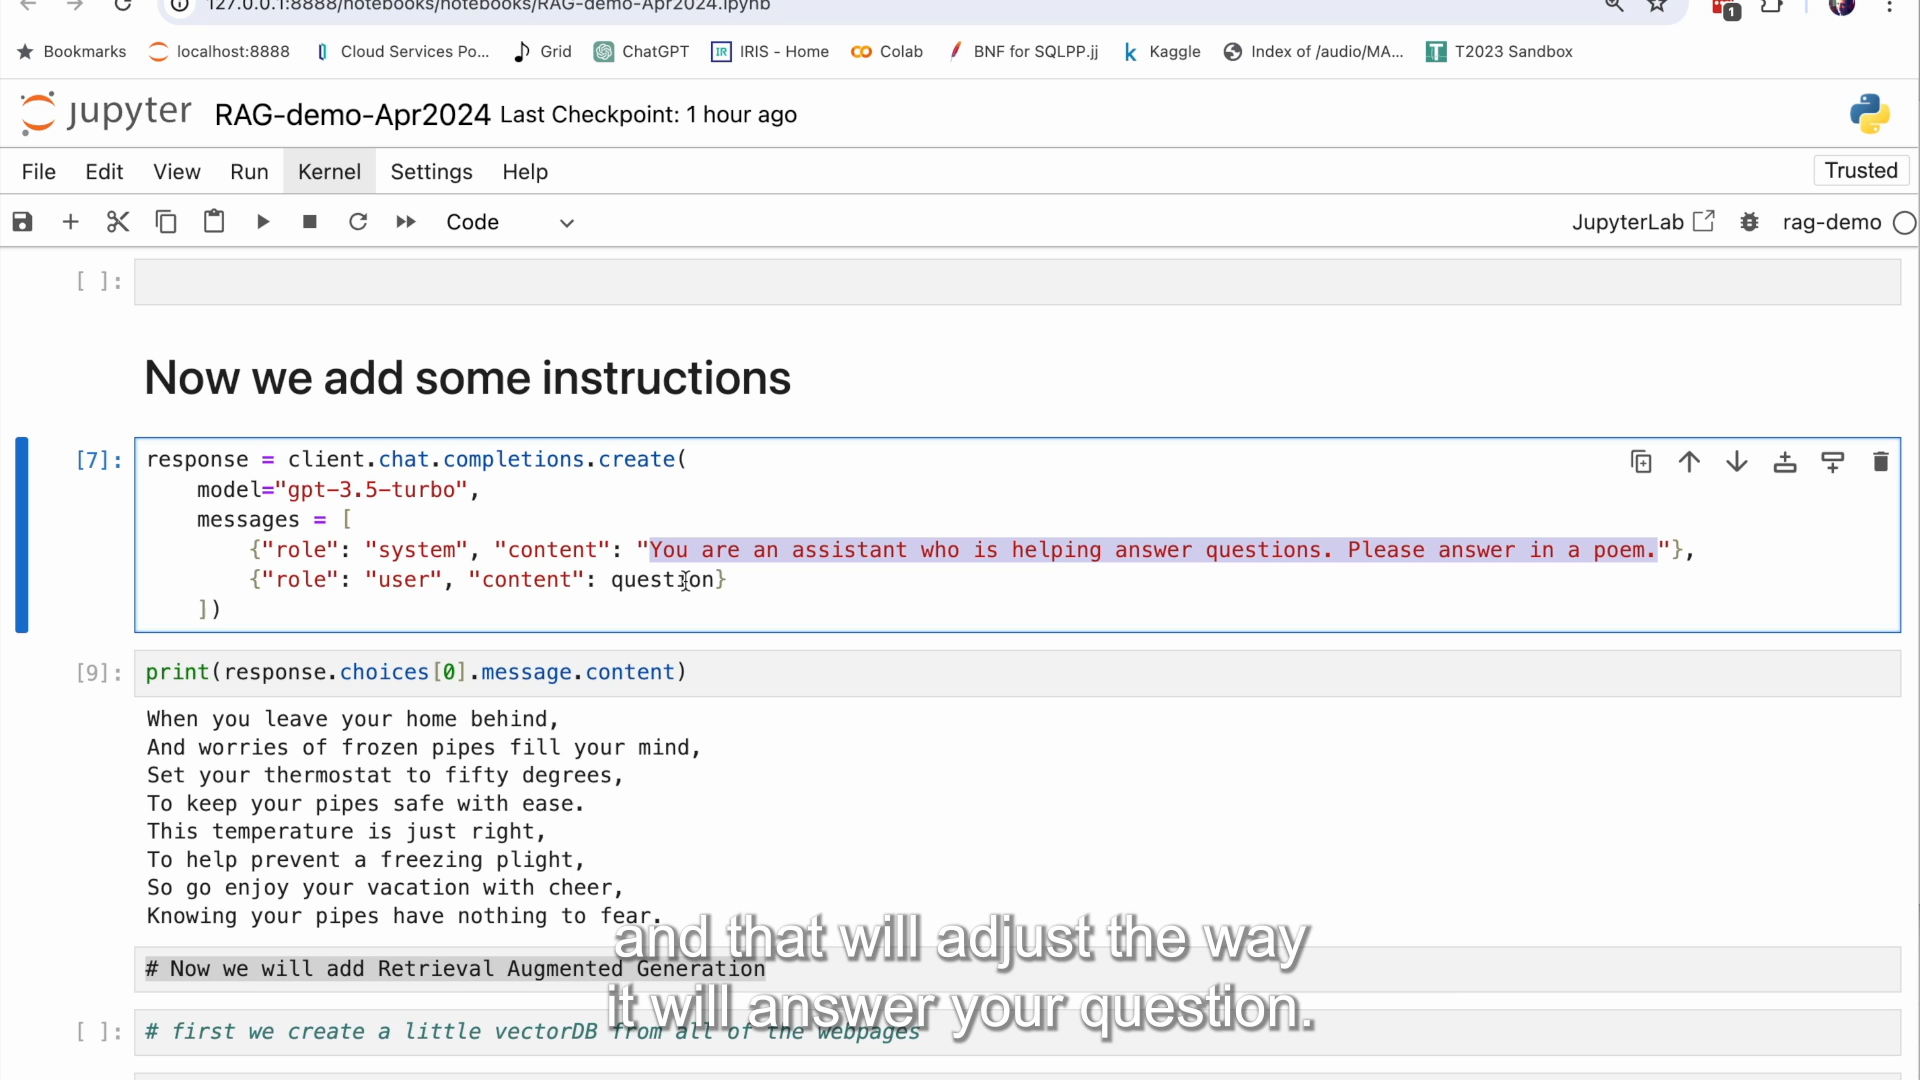 127.0.0.1:8888/notebooks/notebooks/RAG-demo-Apr2024.ipynb
1
Bookmarks localhost:8888 Cloud Services Po... Grid ChatGPT IR IRIS - Home Colab BNF for SQLPP.jj k Kaggle Index of /audio/MA... T T2023 Sandbox
jupyter RAG-demo-Apr2024 Last Checkpoint: 1 hour ago
File Edit View Run Kernel Settings Help Trusted
Code JupyterLab rag-demo
[ ]:
Now we add some instructions
[7]: response = client.chat.completions.create(
model="gpt-3.5-turbo",
messages = [
{"role": "system", "content": "You are an assistant who is helping answer questions. Please answer in a poem."},
{"role": "user", "content": question}
])
[9]: print(response.choices[0].message.content)
When you leave your home behind,
And worries of frozen pipes fill your mind,
Set your thermostat to fifty degrees,
To keep your pipes safe with ease.
This temperature is just right,
To help prevent a freezing plight,
So go enjoy your vacation with cheer,
Knowing your pipes have nothing to fear.
and that will adjust the way
# Now we will add Retrieval Augmented Generation
it will answer your question.
[ ]: # first we create a little vectorDB from all of the webpages